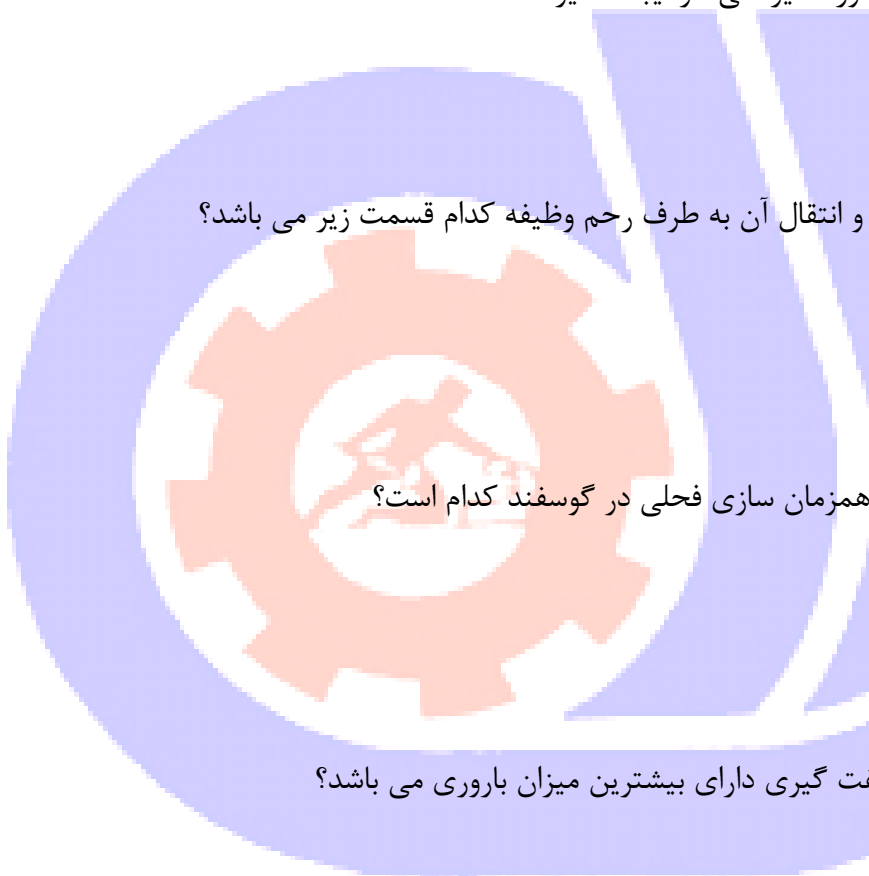 و انتقال آن به طرف رحم وظیفه کدام قسمت زیر می باشد؟
همزمان سازی فحلی در گوسفند کدام است؟
گیری دارای بیشترین میزان باروری می باشد؟